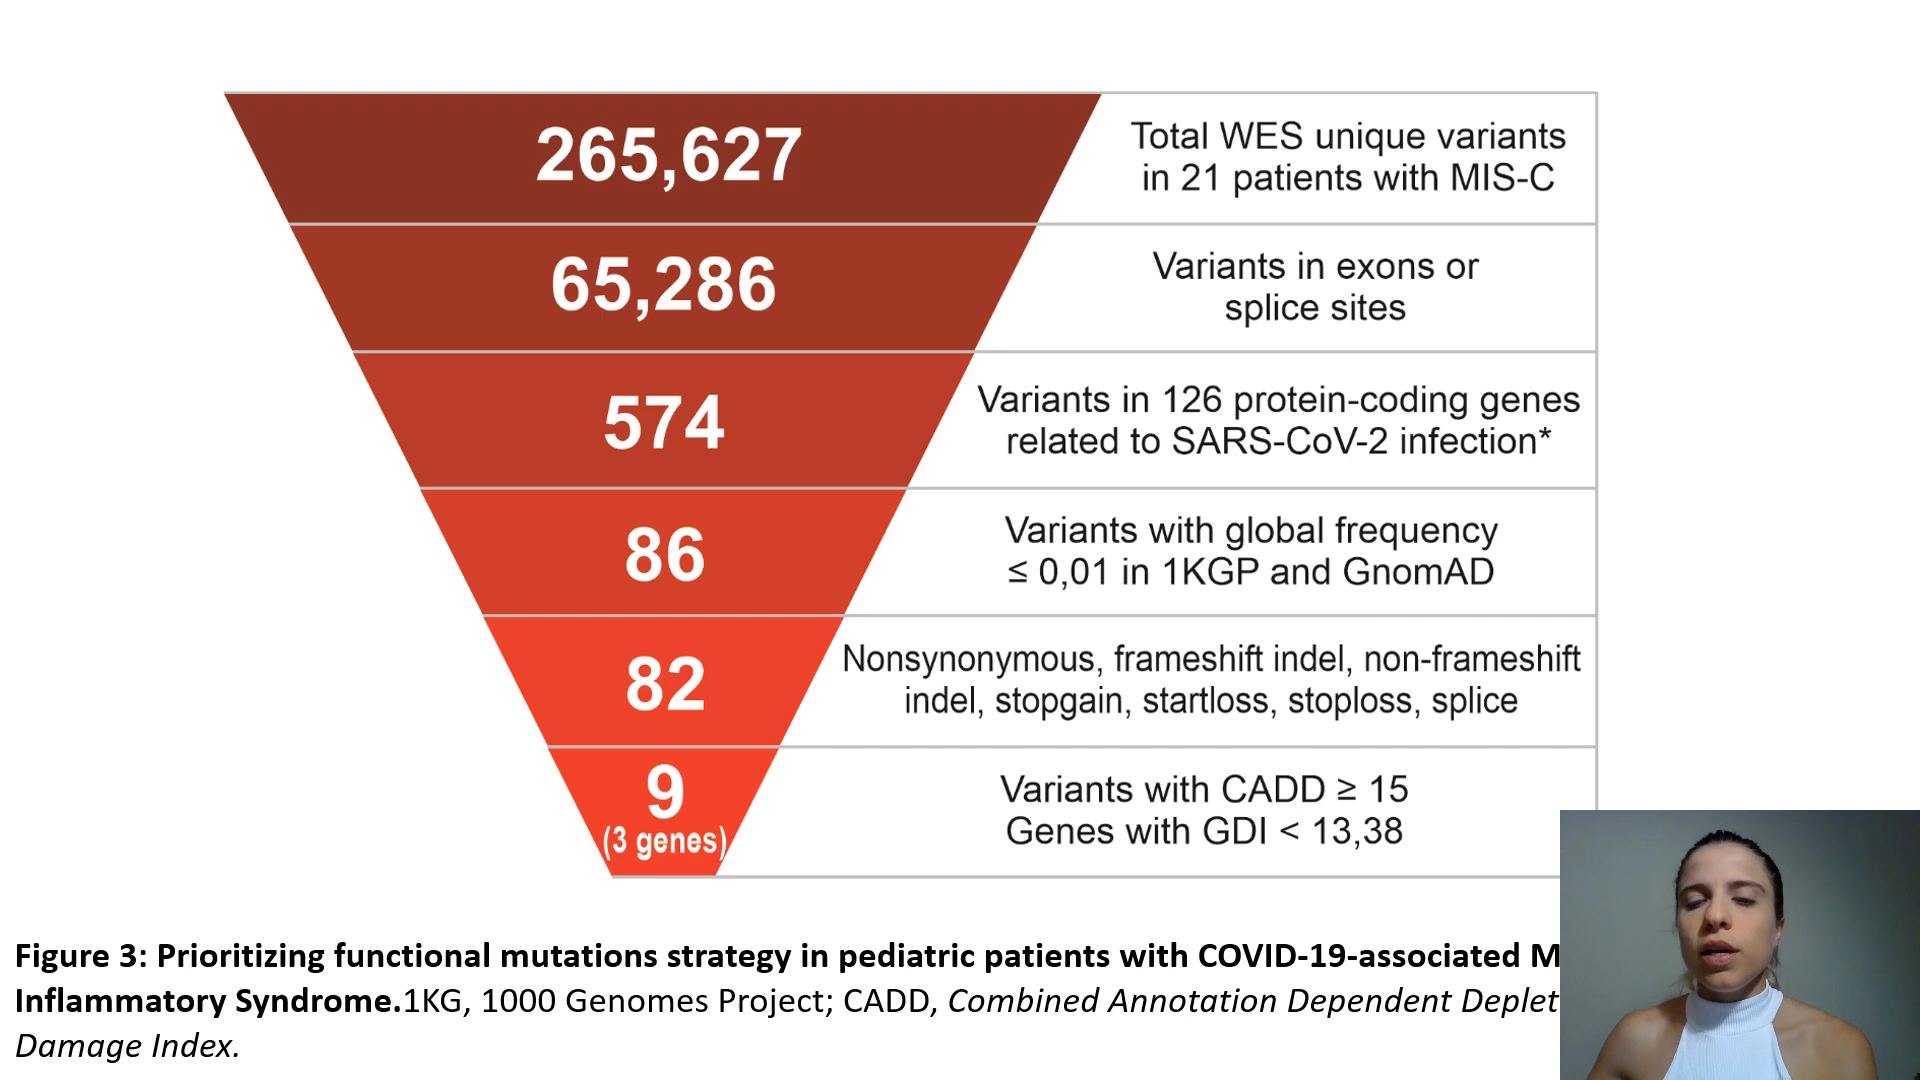 265,627
Total WES unique variants
in 21 patients with MIS-C
65,286
Variants in exons or
splice sites
574
Variants in 126 protein-coding genes
related to SARS-CoV-2 infection*
86
Variants with global frequency
≤ 0,01 in 1KGP and GnomAD
82
Nonsynonymous, frameshift indel, non-frameshift
indel, stopgain, startloss, stoploss, splice
9
(3 genes)
Variants with CADD ≥ 15
Genes with GDI < 13,38
Figure 3: Prioritizing functional mutations strategy in pediatric patients with COVID-19-associated
Inflammatory Syndrome.1KG, 1000 Genomes Project; CADD, Combined Annotation Dependent
Damage Index.